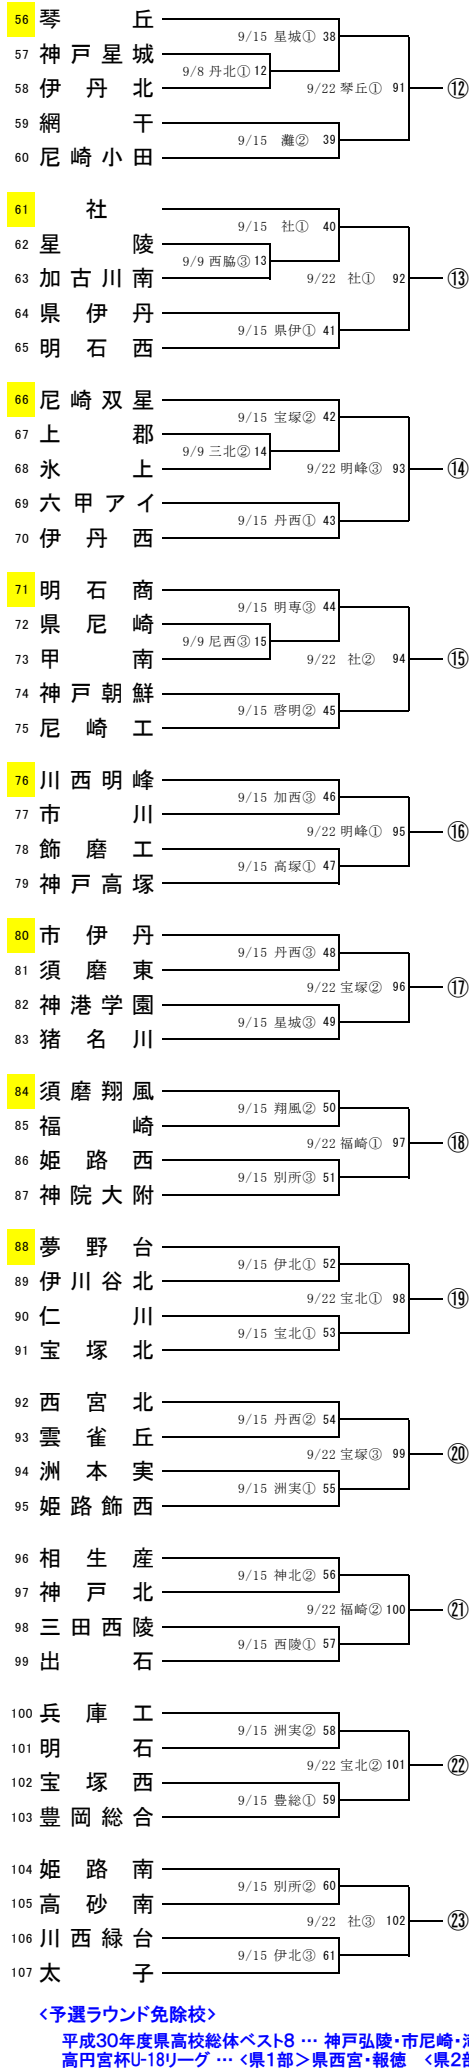 56 琴丘
9/15 星城① 38
57 神戸星城
9/8 丹北① 12
58 伊丹北
9/22 琴丘① 91
⑫
59 網干
9/15 灘② 39
60 尼崎小田
61 社
9/15 社① 40
62 星陵
9/9 西脇③ 13
63 加古川南
9/22 社① 92
⑬
64 県伊丹
9/15 県伊① 41
65 明石西
66 尼崎双星
9/15 宝塚② 42
67 上郡
9/9 三北② 14
68 氷上
9/22 明峰③ 93
⑭
69 六甲アイ
9/15 丹西① 43
70 伊丹西
71 明石商
9/15 明専③ 44
72 県尼崎
9/9 尼西③ 15
73 甲南
9/22 社② 94
⑮
74 神戸朝鮮
9/15 啓明② 45
75 尼崎工
76 川西明峰
9/15 加西③ 46
77 市川
9/22 明峰① 95
⑯
78 飾磨工
9/15 高塚① 47
79 神戸高塚
80 市伊丹
9/15 丹西③ 48
81 須磨東
9/22 宝塚② 96
⑰
82 神港学園
9/15 星城③ 49
83 猪名川
84 須磨翔風
9/15 翔風② 50
85 福崎
9/22 福崎① 97
⑱
86 姫路西
9/15 別所③ 51
87 神院大附
88 夢野台
9/15 伊北① 52
89 伊川谷北
9/22 宝北① 98
⑲
90 仁川
9/15 宝北① 53
91 宝塚北
92 西宮北
9/15 丹西② 54
93 雲雀丘
9/22 宝塚③ 99
⑳
94 洲本実
9/15 洲実① 55
95 姫路飾西
96 相生産
9/15 神北② 56
97 神戸北
9/22 福崎② 100
㉑
98 三田西陵
9/15 西陵① 57
99 出石
100 兵庫工
9/15 洲実② 58
101 明石
9/22 宝北② 101
㉒
102 宝塚西
9/15 豊総① 59
103 豊岡総合
104 姫路南
9/15 別所② 60
105 高砂南
9/22 社③ 102
㉓
106 川西緑台
9/15 伊北③ 61
107 太子
<予選ラウンド免除校>
平成30年度県高校総体ベスト8 … 神戸弘陵・市尼崎・
高円宮杯U-18リーグ … <県1部>県西宮・報徳 <県2